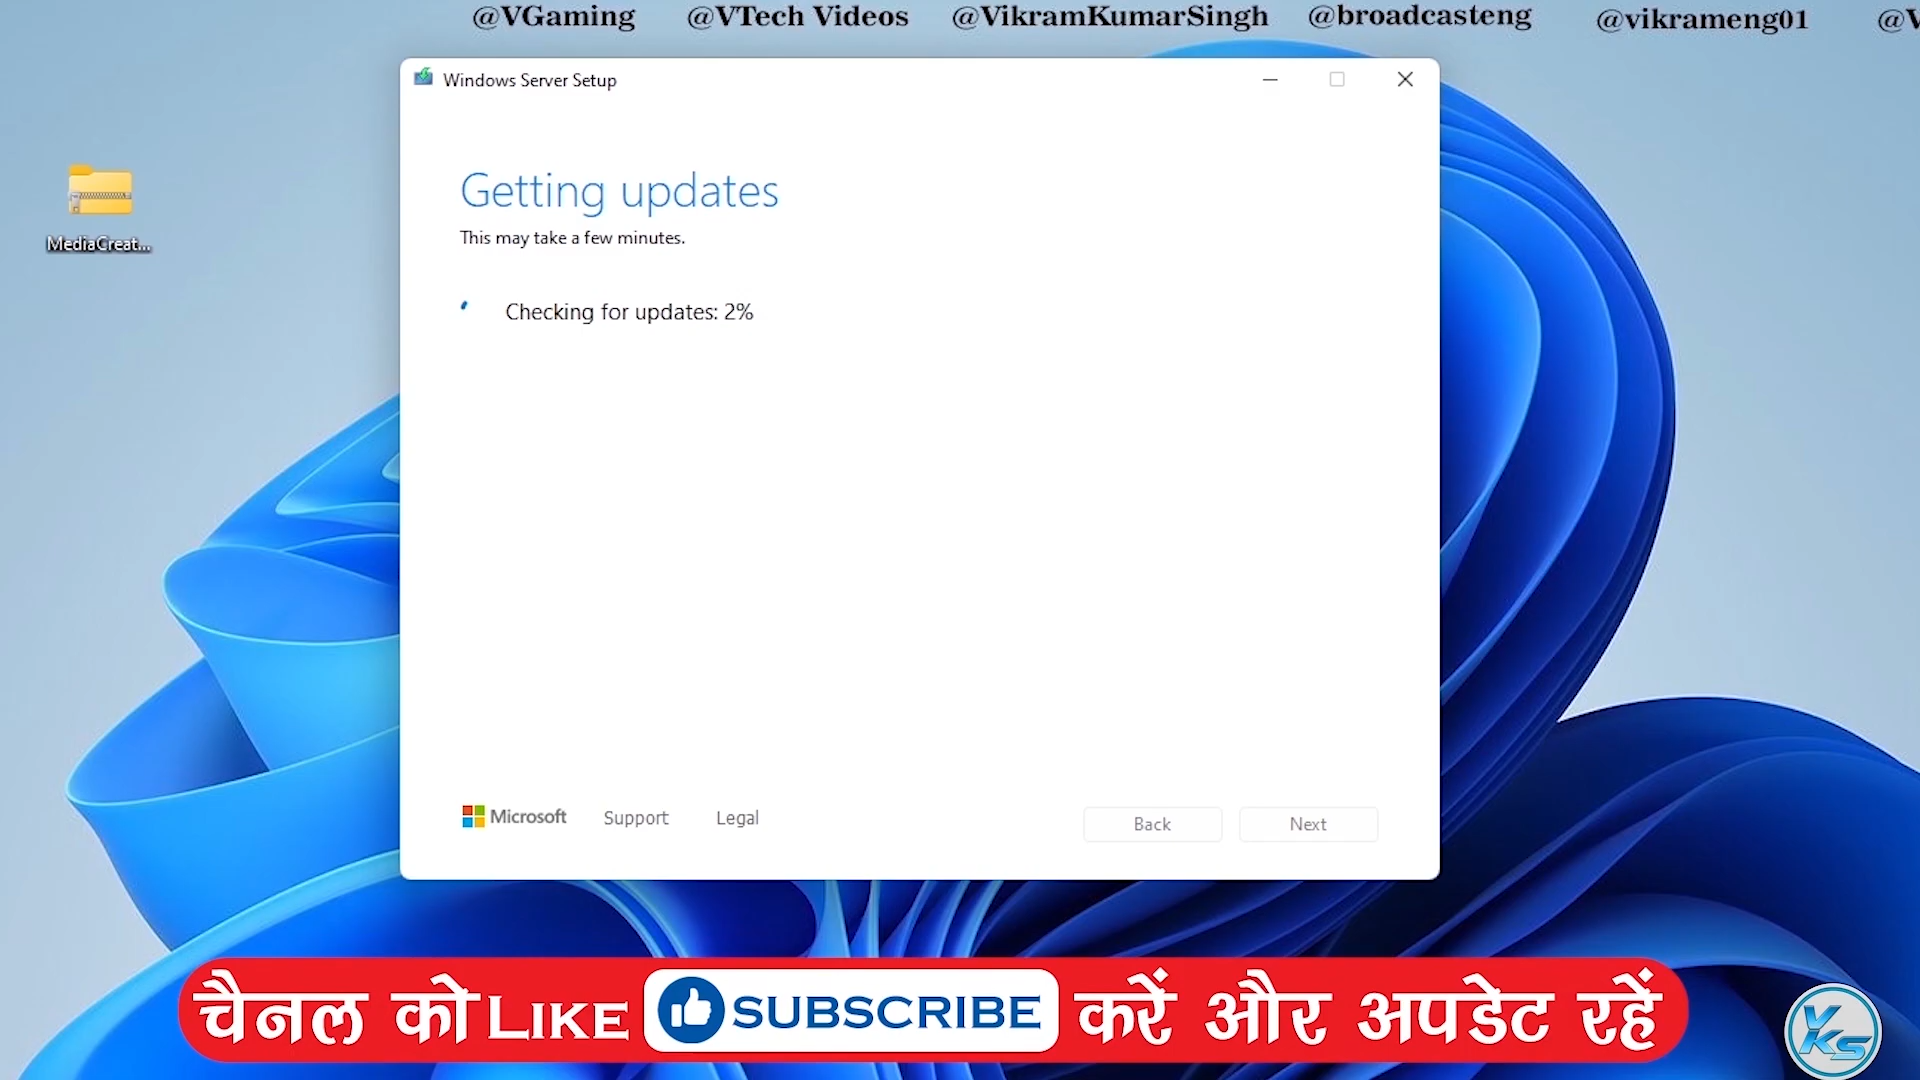 @VGaming @VTech Videos @VikramKumarSingh @broadcasteng @vikrameng01 @V
Windows Server Setup
MediaCreat...
Getting updates
This may take a few minutes.
Checking for updates: 2%
Microsoft Support Legal Back Next
चैनल को LIKE SUBSCRIBE करें और अपडेट रहें
VKS